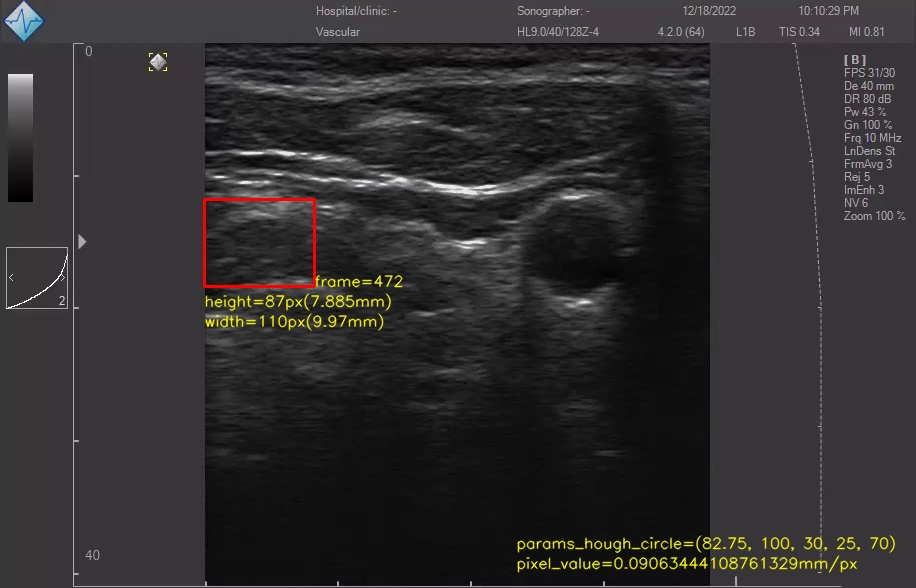 Hospital/clinic: - Sonographer: - 12/18/2022 10:10:29 PM
Vascular HL9.0/40/128Z-4 4.2.0 (64) L1B TIS 0.34 MI 0.81
0
[ B ]
FPS 31/30
De 40 mm
DR 80 dB
Pw 43 %
Gn 100 %
Frq 10 MHz
LnDens St
FrmAvg 3
Rej 5
ImEnh 3
NV 6
Zoom 100 %
2
frame=472
height=87px(7.885mm)
width=110px(9.97mm)
40
params_hough_circle=(82.75, 100, 30, 25, 70)
pixel_value=0.09063444108761329mm/px